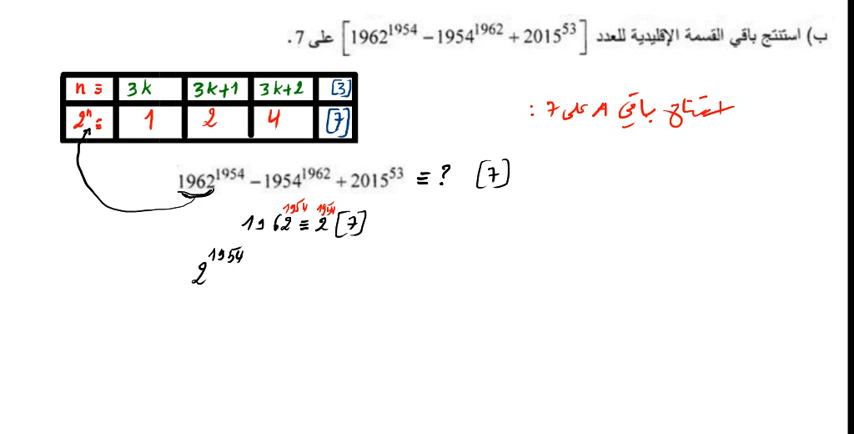 ب) استنتج باقي القسمة الإقليدية للعدد [1962^1954 − 1954^1962 + 2015^53] على 7.
n ≡ 3k 3k+1 3k+2 [3]
2^n ≡ 1 2 4 [7]
استنتاج باقي A على 7 :
1962^1954 − 1954^1962 + 2015^53 ≡ ? [7]
1962^1954 ≡ 2^1954 [7]
2^1954